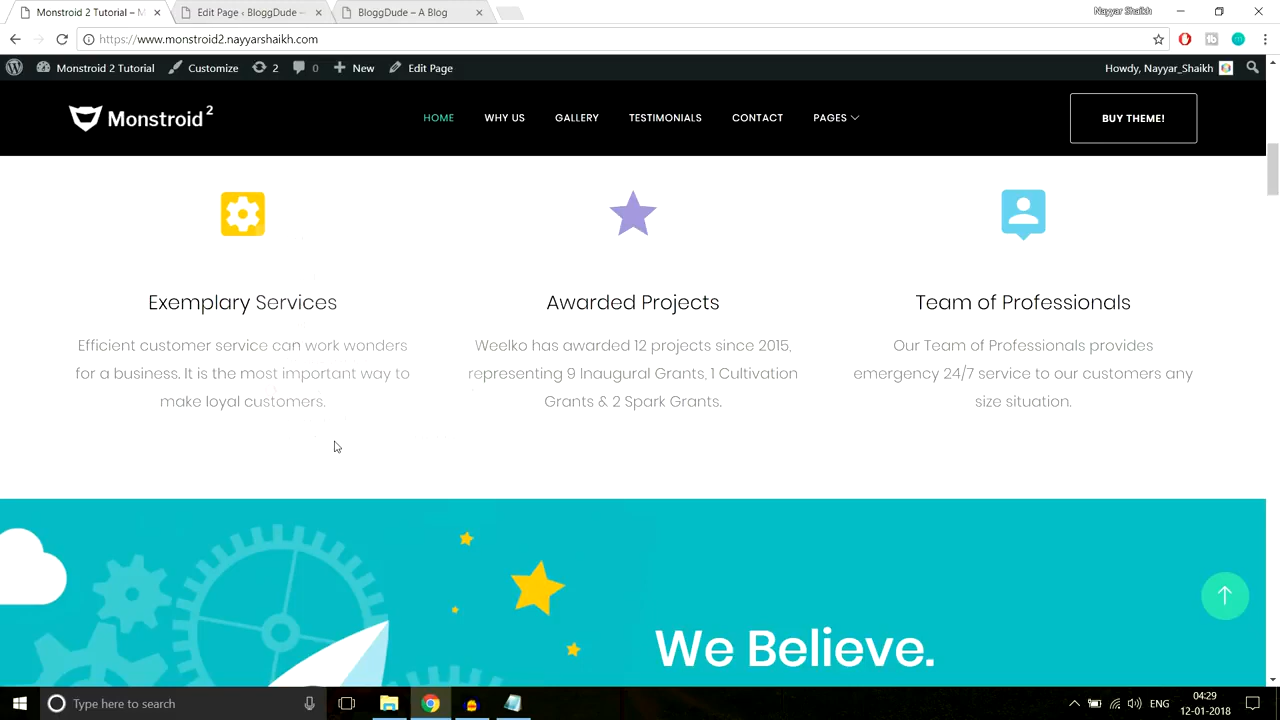 Monstroid 2 Tutorial – M
Edit Page ‹ BloggDude —
BloggDude – A Blog
Nayyar Shaikh
https://www.monstroid2.nayyarshaikh.com
Monstroid 2 Tutorial
Customize
2
0
New
Edit Page
Howdy, Nayyar_Shaikh
Monstroid 2
HOME
WHY US
GALLERY
TESTIMONIALS
CONTACT
PAGES
BUY THEME!
Exemplary Services
Efficient customer service can work wonders
for a business. It is the most important way to
make loyal customers.
Awarded Projects
Weelko has awarded 12 projects since 2015,
representing 9 Inaugural Grants, 1 Cultivation
Grants & 2 Spark Grants.
Team of Professionals
Our Team of Professionals provides
emergency 24/7 service to our customers any
size situation.
We Believe.
Type here to search
ENG
04:29
12-01-2018